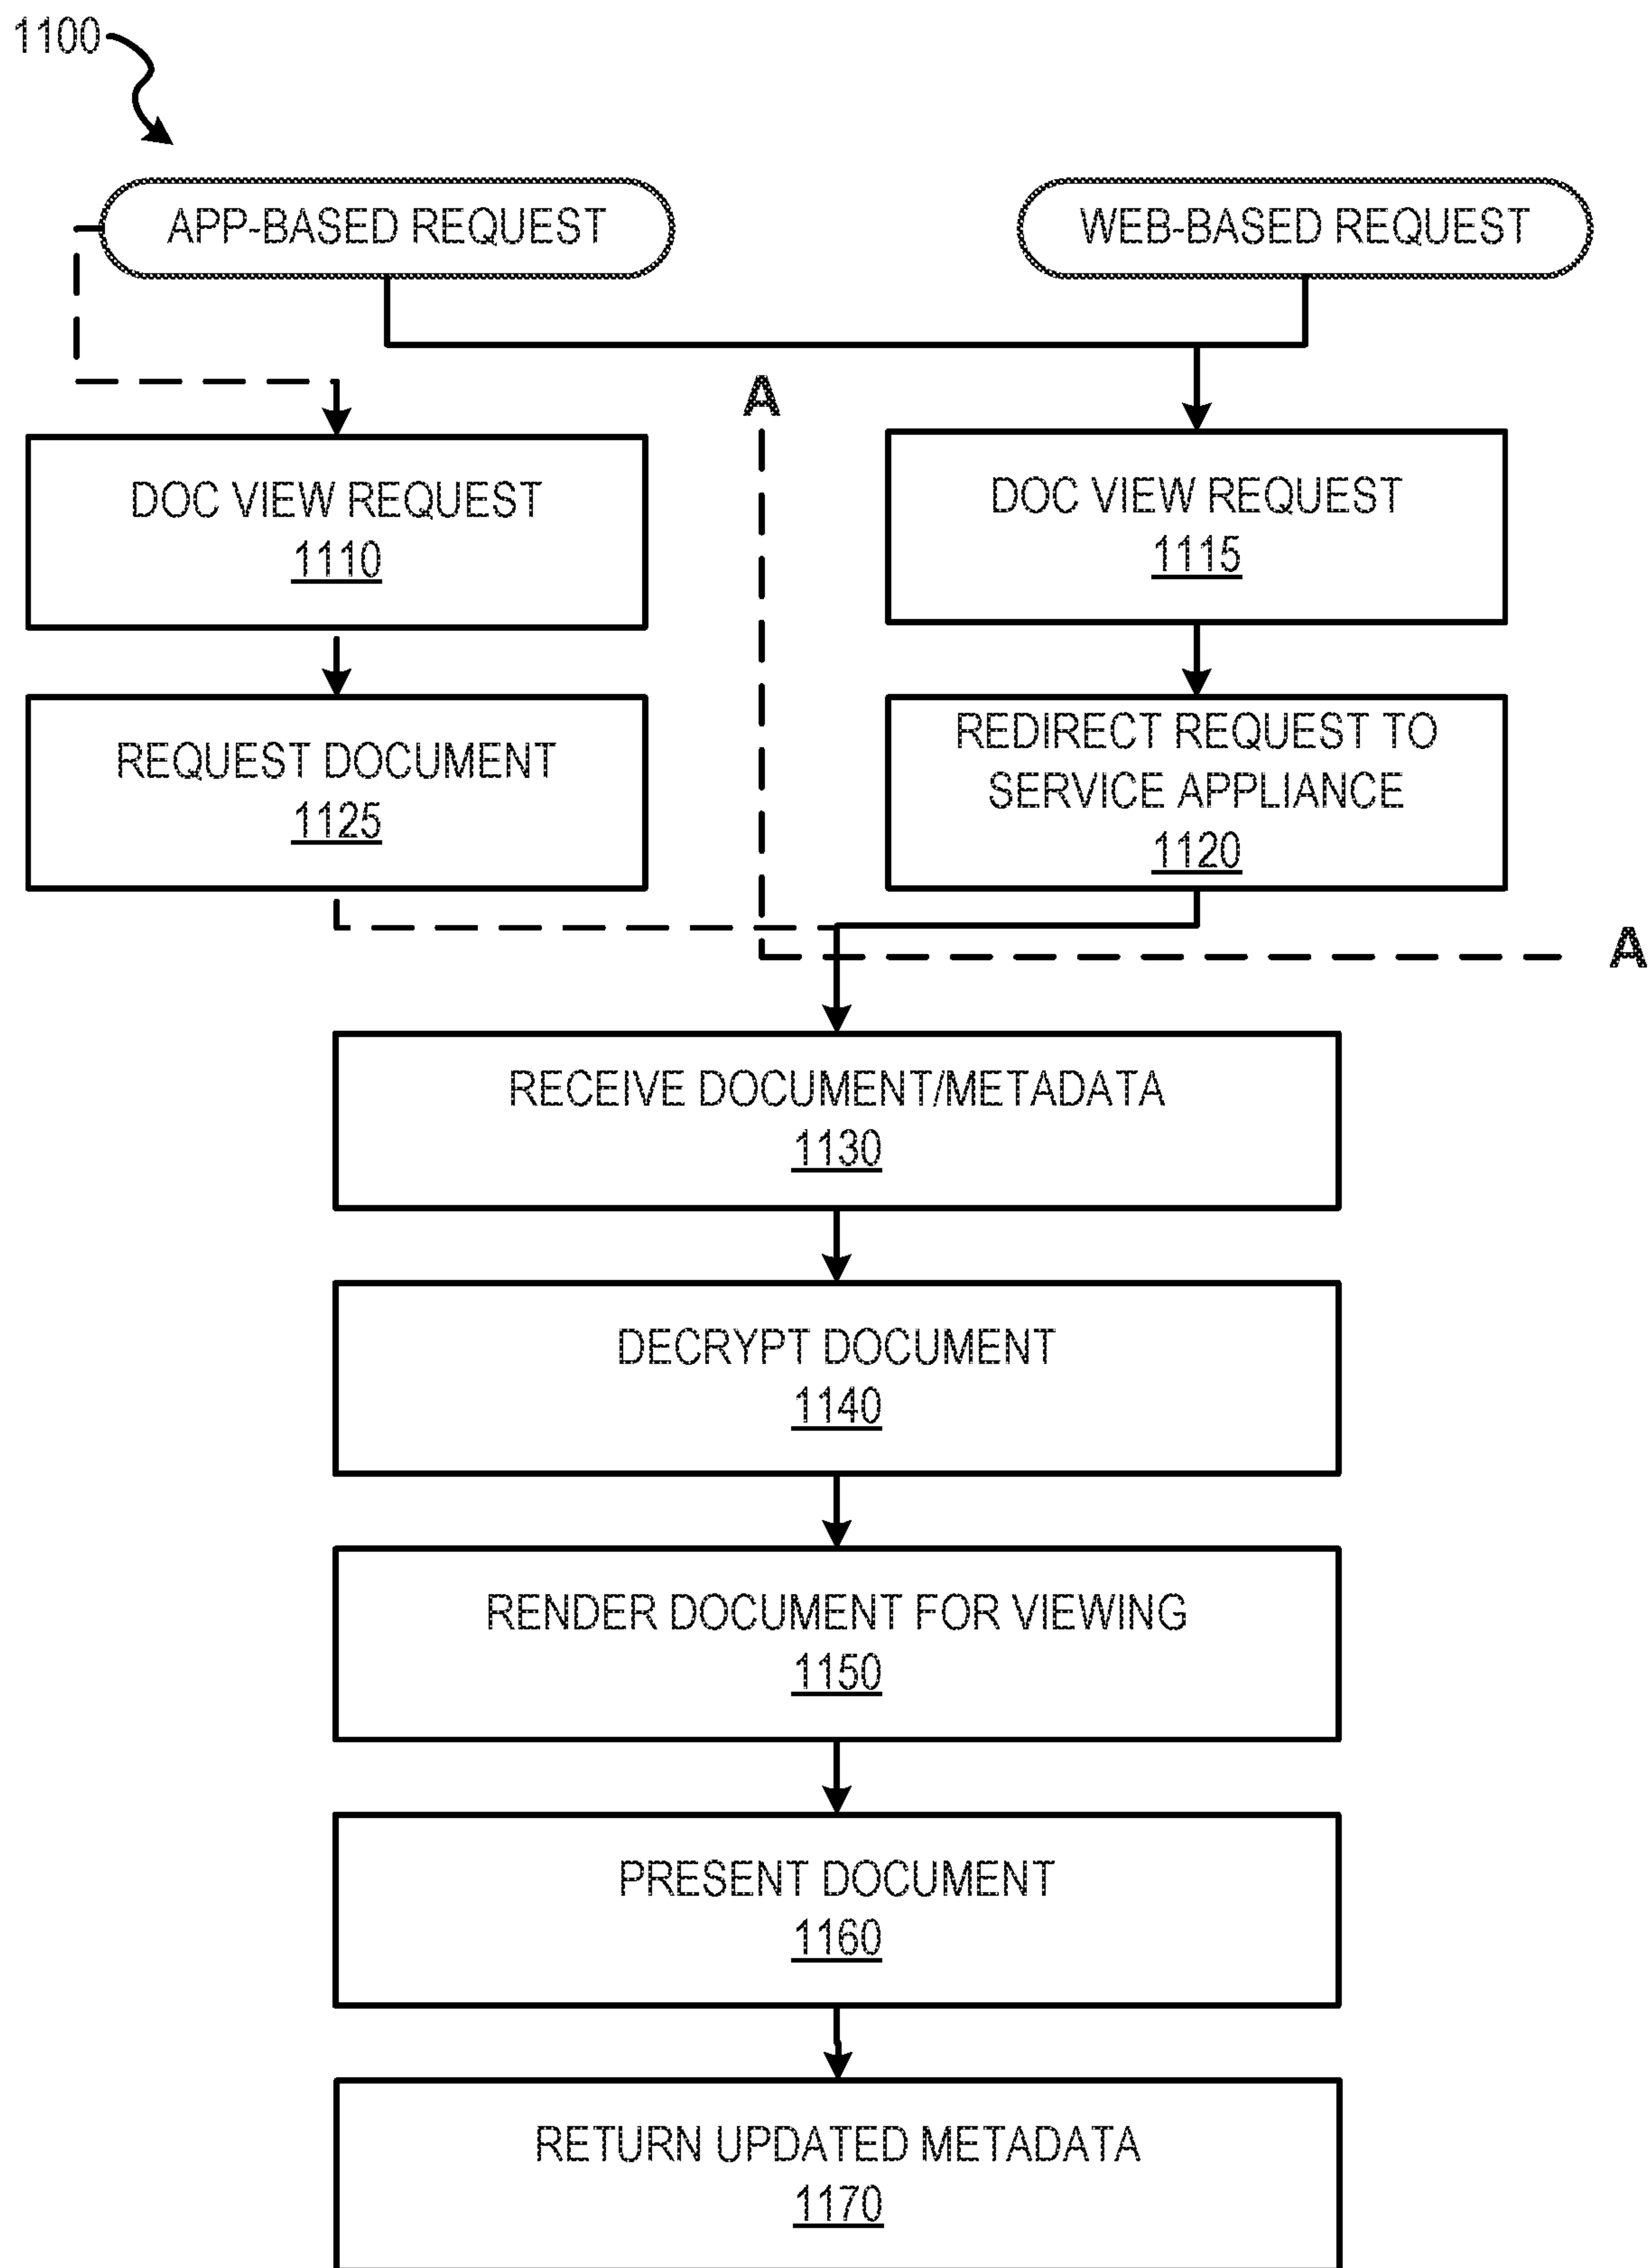 1100
APP-BASED REQUEST
WEB-BASED REQUEST
A
DOC VIEW REQUEST
1110
DOC VIEW REQUEST
1115
REQUEST DOCUMENT
1125
REDIRECT REQUEST TO
SERVICE APPLIANCE
1120
A
RECEIVE DOCUMENT/METADATA
1130
DECRYPT DOCUMENT
1140
RENDER DOCUMENT FOR VIEWING
1150
PRESENT DOCUMENT
1160
RETURN UPDATED METADATA
1170